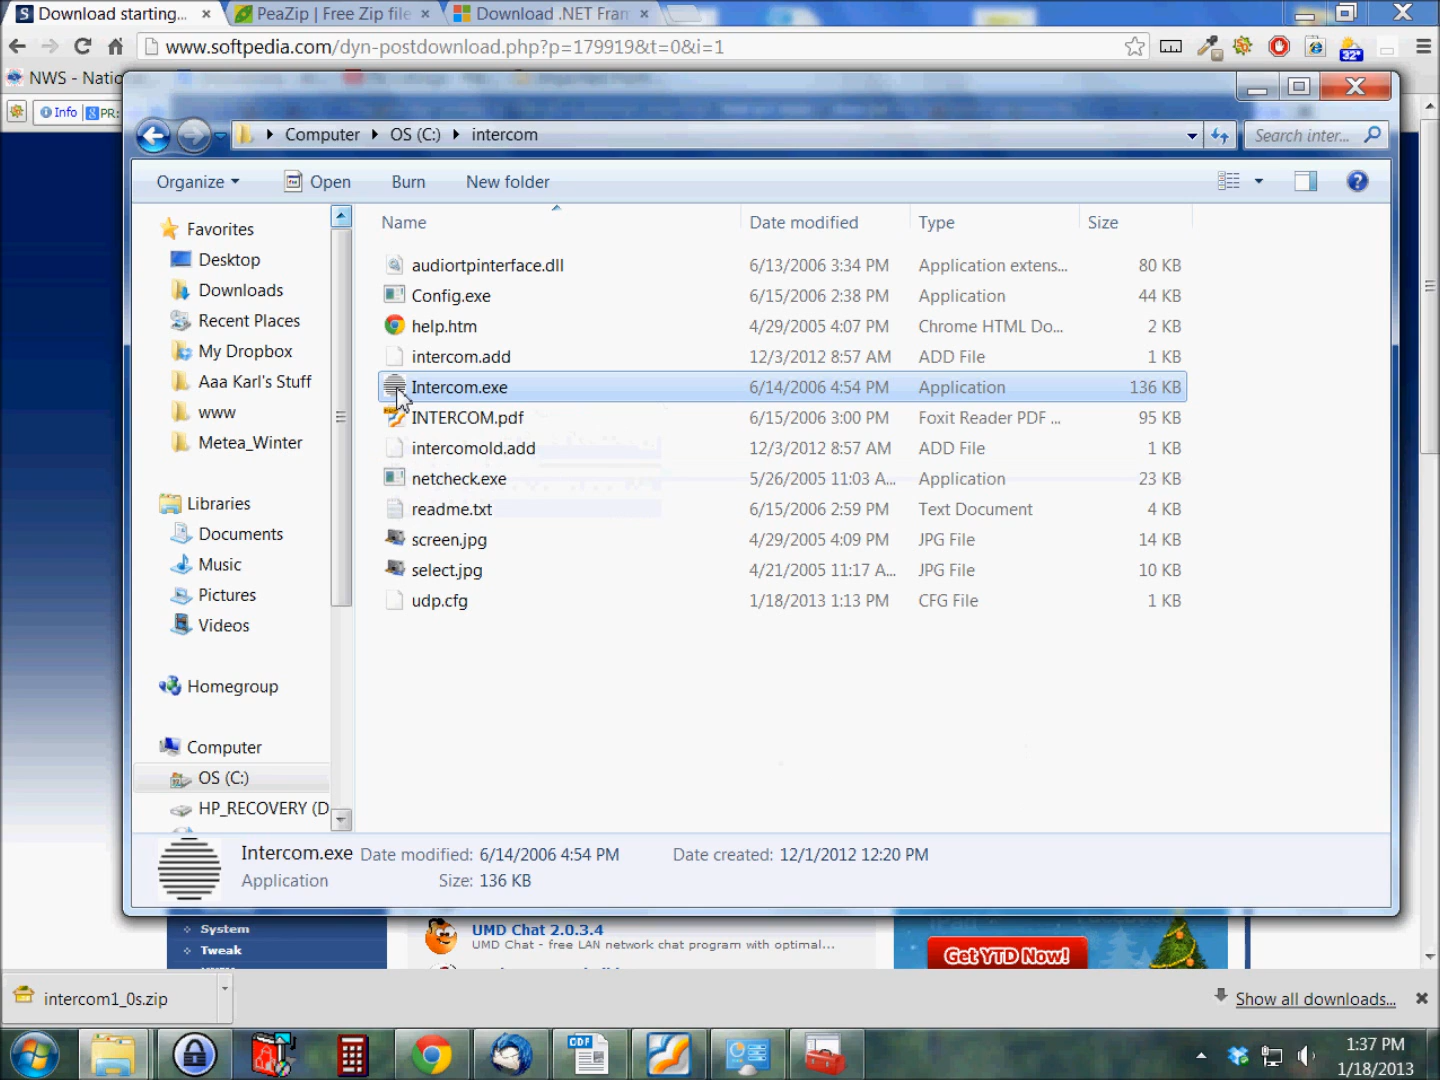 Download starting...
PeaZip | Free Zip file
Download .NET Fram
www.softpedia.com/dyn-postdownload.php?p=179919&t=0&i=1
32°
NWS - Natio
Info
PR:
Computer OS (C:) intercom
Search inter...
Organize
Open
Burn
New folder
Name
Date modified
Type
Size
audiortpinterface.dll 6/13/2006 3:34 PM Application extens... 80 KB
Config.exe 6/15/2006 2:38 PM Application 44 KB
help.htm 4/29/2005 4:07 PM Chrome HTML Do... 2 KB
intercom.add 12/3/2012 8:57 AM ADD File 1 KB
Intercom.exe 6/14/2006 4:54 PM Application 136 KB
INTERCOM.pdf 6/15/2006 3:00 PM Foxit Reader PDF ... 95 KB
intercomold.add 12/3/2012 8:57 AM ADD File 1 KB
netcheck.exe 5/26/2005 11:03 A... Application 23 KB
readme.txt 6/15/2006 2:59 PM Text Document 4 KB
screen.jpg 4/29/2005 4:09 PM JPG File 14 KB
select.jpg 4/21/2005 11:17 A... JPG File 10 KB
udp.cfg 1/18/2013 1:13 PM CFG File 1 KB
Favorites
Desktop
Downloads
Recent Places
My Dropbox
Aaa Karl's Stuff
www
Metea_Winter
Libraries
Documents
Music
Pictures
Videos
Homegroup
Computer
OS (C:)
HP_RECOVERY (D
Intercom.exe Date modified: 6/14/2006 4:54 PM Date created: 12/1/2012 12:20 PM
Application Size: 136 KB
System
Tweak
UMD Chat 2.0.3.4
UMD Chat - free LAN network chat program with optimal...
Get YTD Now!
intercom1_0s.zip
Show all downloads...
1:37 PM
1/18/2013